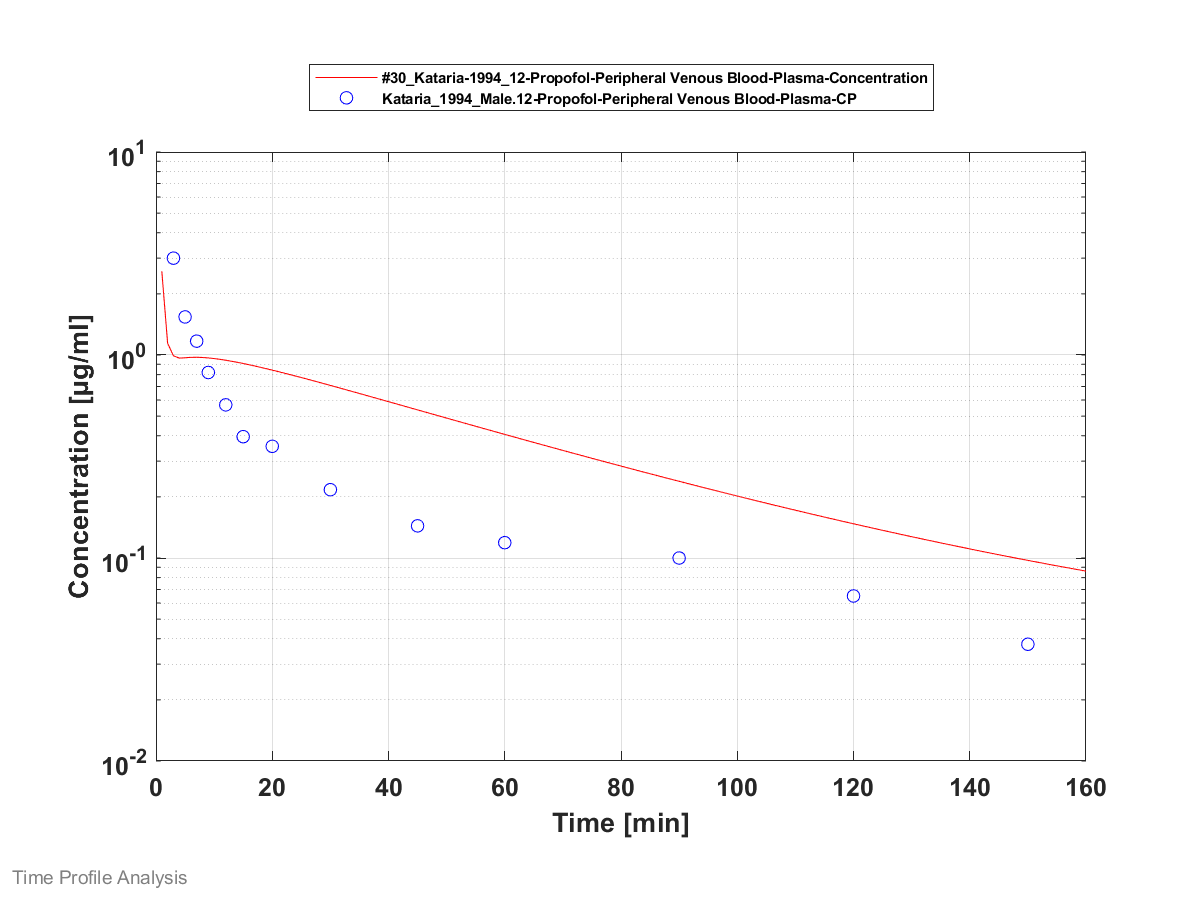 #30_Kataria-1994_12-Propofol-Peripheral Venous Blood-Plasma-Concentration
Kataria_1994_Male.12-Propofol-Peripheral Venous Blood-Plasma-CP
10^1
10^0
10^-1
10^-2
Concentration [µg/ml]
0 20 40 60 80 100 120 140 160
Time [min]
Time Profile Analysis